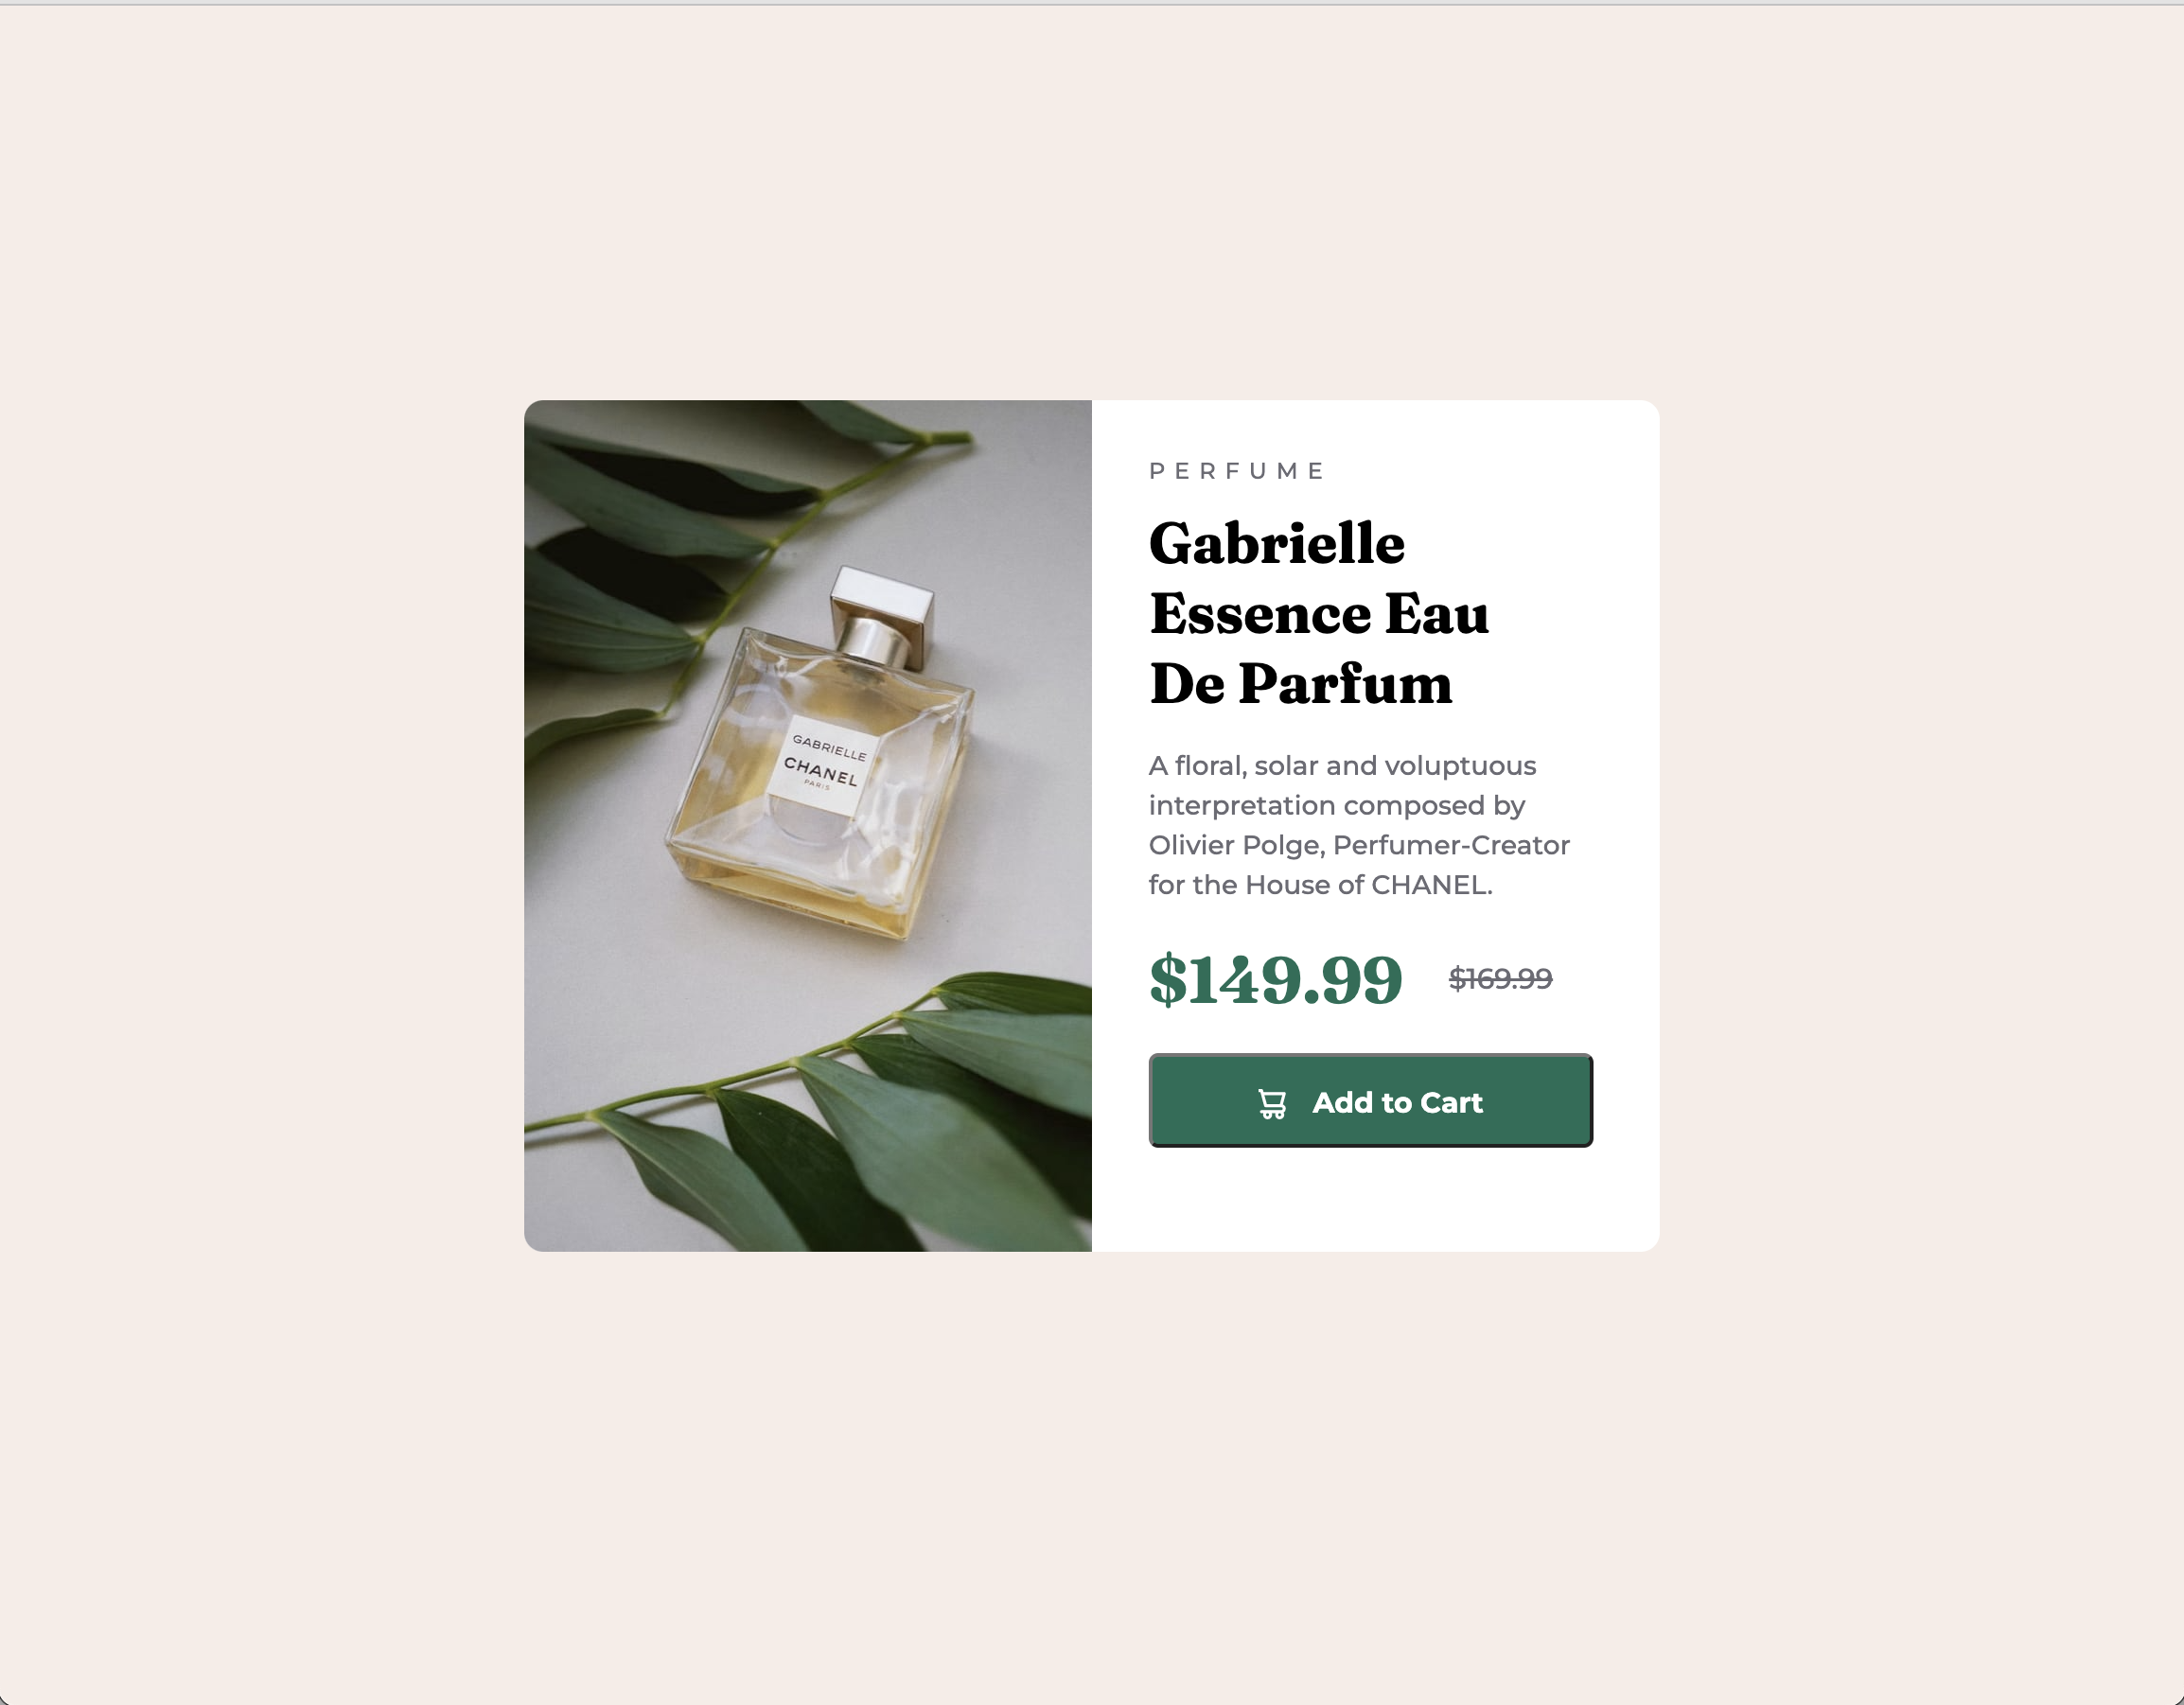 GABRIELLE
CHANEL
PARIS
PERFUME
Gabrielle
Essence Eau
De Parfum
A floral, solar and voluptuous
interpretation composed by
Olivier Polge, Perfumer-Creator
for the House of CHANEL.
$149.99 $169.99
Add to Cart